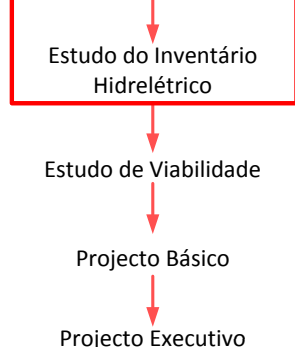 Estudo do Inventário
Hidrelétrico
Estudo de Viabilidade
Projecto Básico
Projecto Executivo